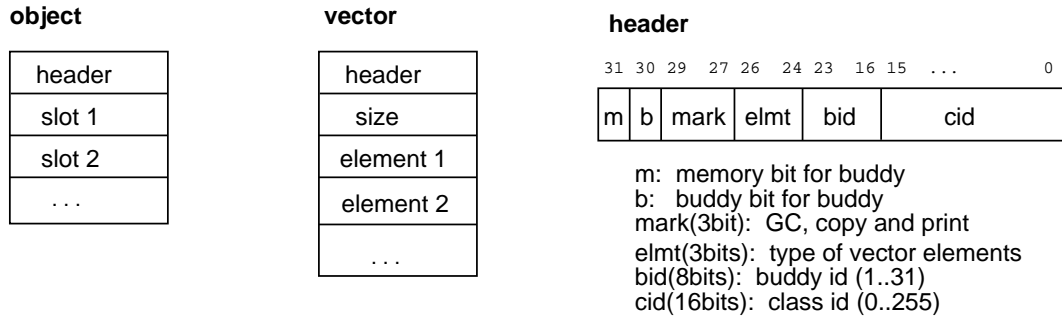 object
header
slot 1
slot 2
. . .
vector
header
size
element 1
element 2
. . .
header
31 30 29 27 26 24 23 16 15 ... 0
m b mark elmt bid cid
m: memory bit for buddy
b: buddy bit for buddy
mark(3bit): GC, copy and print
elmt(3bits): type of vector elements
bid(8bits): buddy id (1..31)
cid(16bits): class id (0..255)